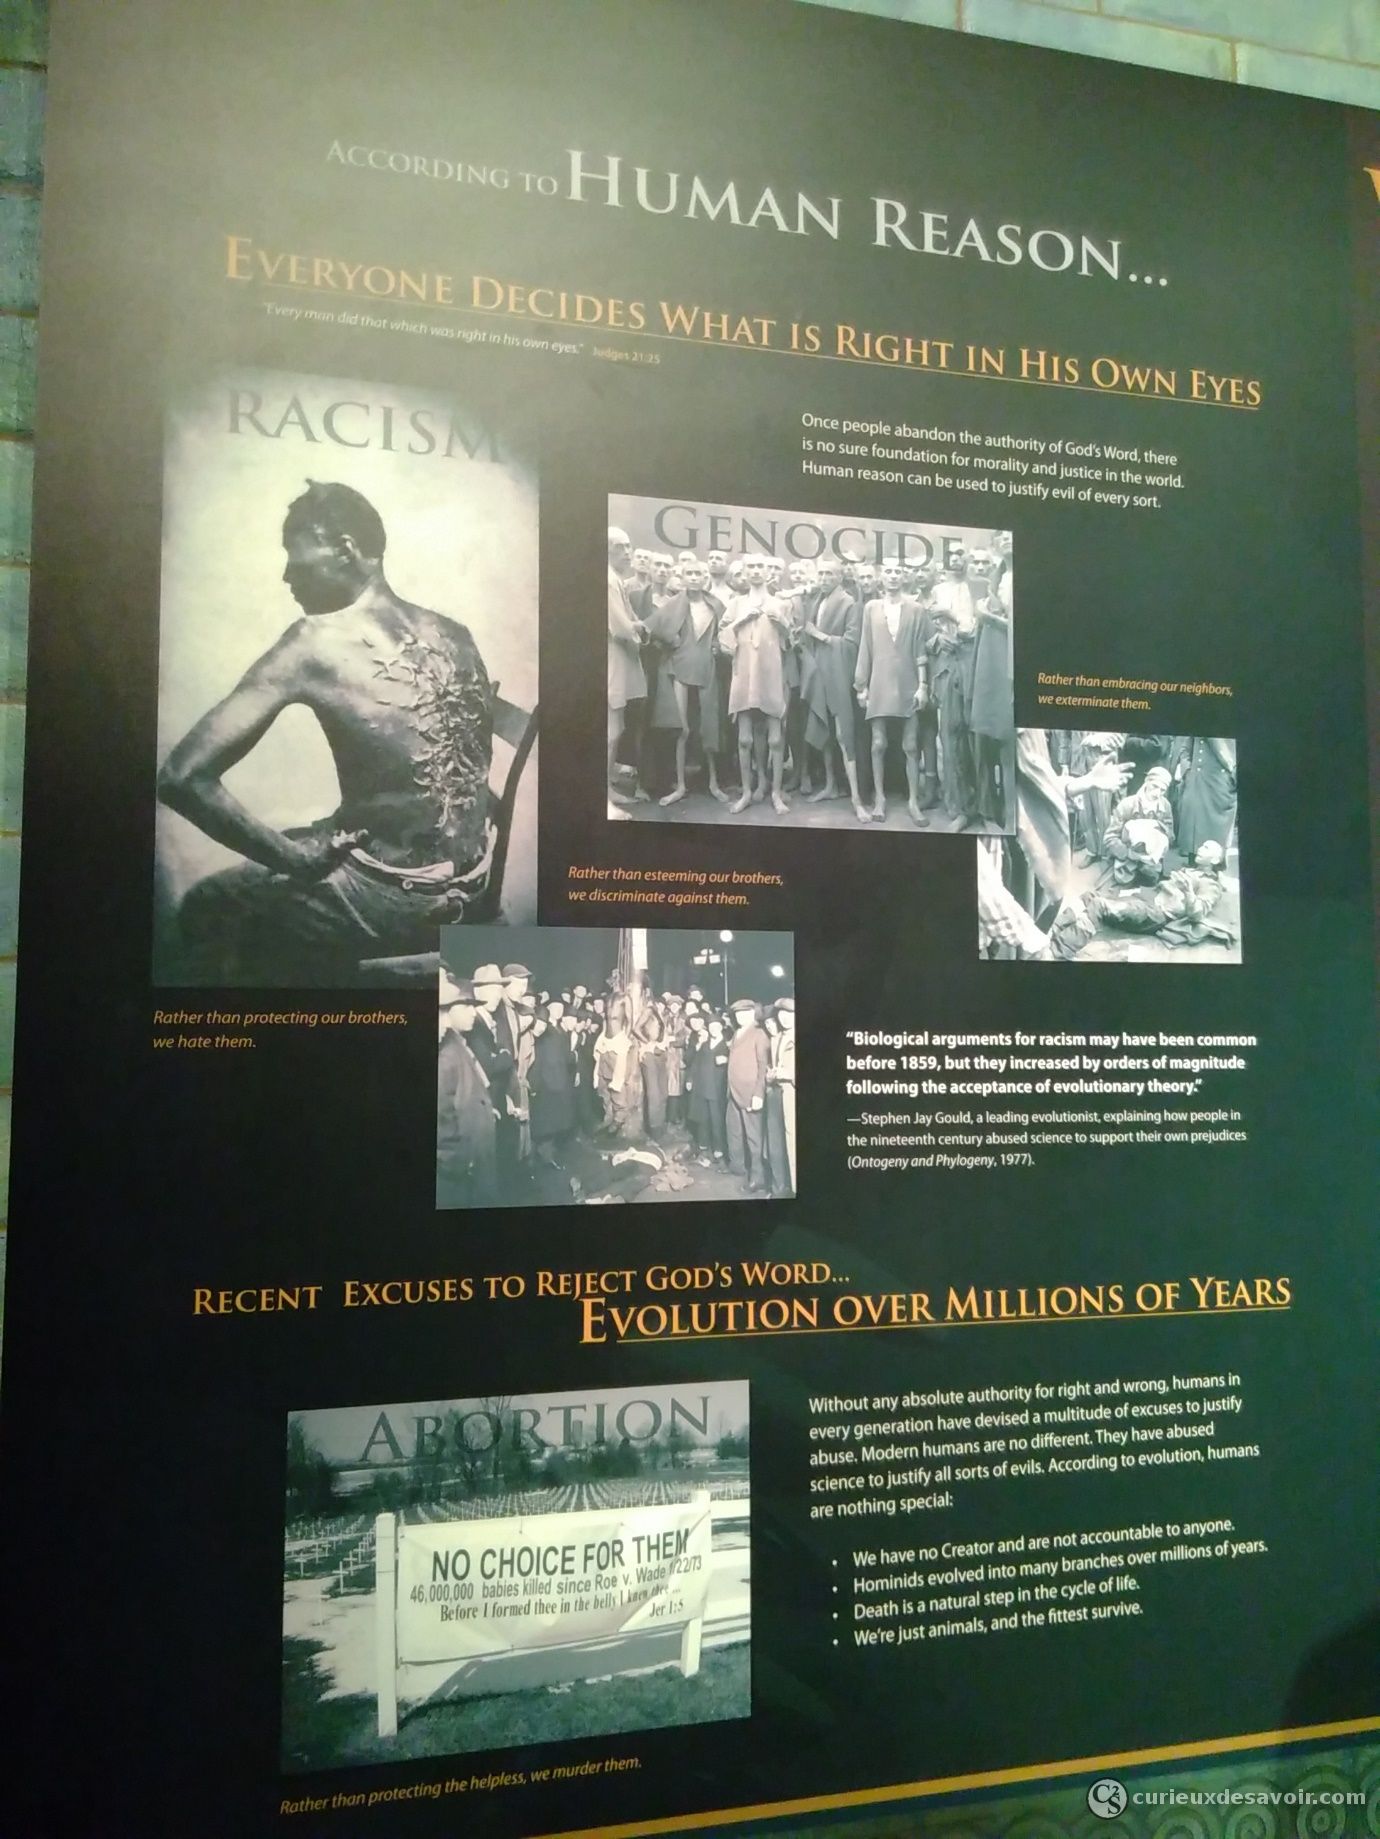 ACCORDING TO HUMAN REASON...
EVERYONE DECIDES WHAT IS RIGHT IN HIS OWN EYES
"Every man did that which was right in his own eyes." Judges 21:25
RACISM
Once people abandon the authority of God's Word, there
is no sure foundation for morality and justice in the world.
Human reason can be used to justify evil of every sort.
GENOCIDE
Rather than embracing our neighbors,
we exterminate them.
Rather than esteeming our brothers,
we discriminate against them.
Rather than protecting our brothers,
we hate them.
"Biological arguments for racism may have been common
before 1859, but they increased by orders of magnitude
following the acceptance of evolutionary theory."
—Stephen Jay Gould, a leading evolutionist, explaining how people in
the nineteenth century abused science to support their own prejudices
(Ontogeny and Phylogeny, 1977).
RECENT EXCUSES TO REJECT GOD'S WORD...
EVOLUTION OVER MILLIONS OF YEARS
ABORTION
NO CHOICE FOR THEM
46,000,000 babies killed since Roe v. Wade 1/22/73
Before I formed thee in the belly I knew thee ...
Jer 1:5
Without any absolute authority for right and wrong, humans in
every generation have devised a multitude of excuses to justify
abuse. Modern humans are no different. They have abused
science to justify all sorts of evils. According to evolution, humans
are nothing special:
• We have no Creator and are not accountable to anyone.
• Hominids evolved into many branches over millions of years.
• Death is a natural step in the cycle of life.
• We're just animals, and the fittest survive.
Rather than protecting the helpless, we murder them.
C2S curieuxdesavoir.com